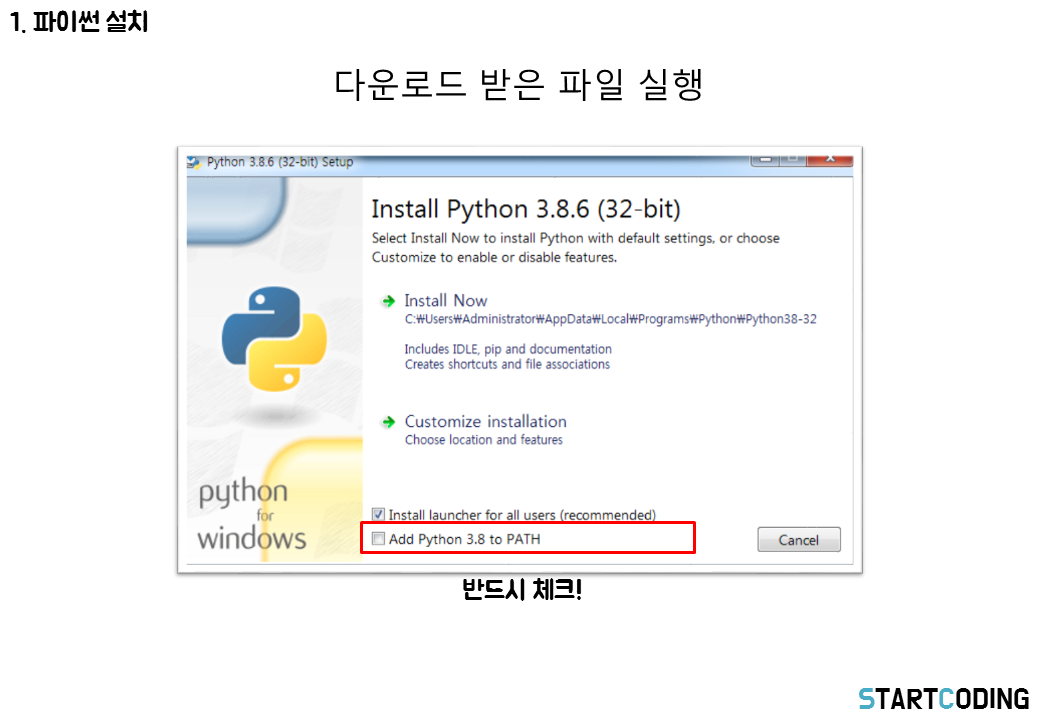 1. 파이썬 설치
다운로드 받은 파일 실행
Python 3.8.6 (32-bit) Setup
Install Python 3.8.6 (32-bit)
Select Install Now to install Python with default settings, or choose
Customize to enable or disable features.
Install Now
C:₩Users₩Administrator₩AppData₩Local₩Programs₩Python₩Python38-32
Includes IDLE, pip and documentation
Creates shortcuts and file associations
Customize installation
Choose location and features
python
for
windows
Install launcher for all users (recommended)
Add Python 3.8 to PATH
Cancel
반드시 체크!
STARTCODING